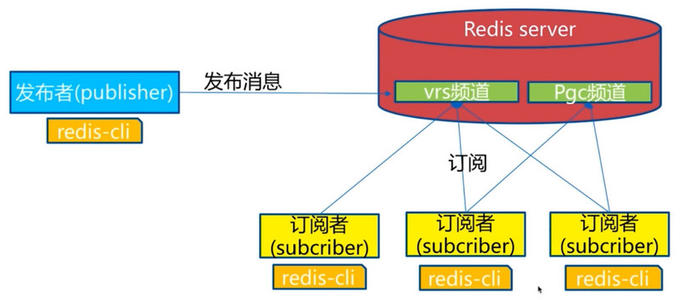 Redis server
发布者(publisher)
发布消息
vrs频道
Pgc频道
redis-cli
订阅
订阅者
(subcriber)
订阅者
(subcriber)
订阅者
(subcriber)
redis-cli
redis-cli
redis-cli